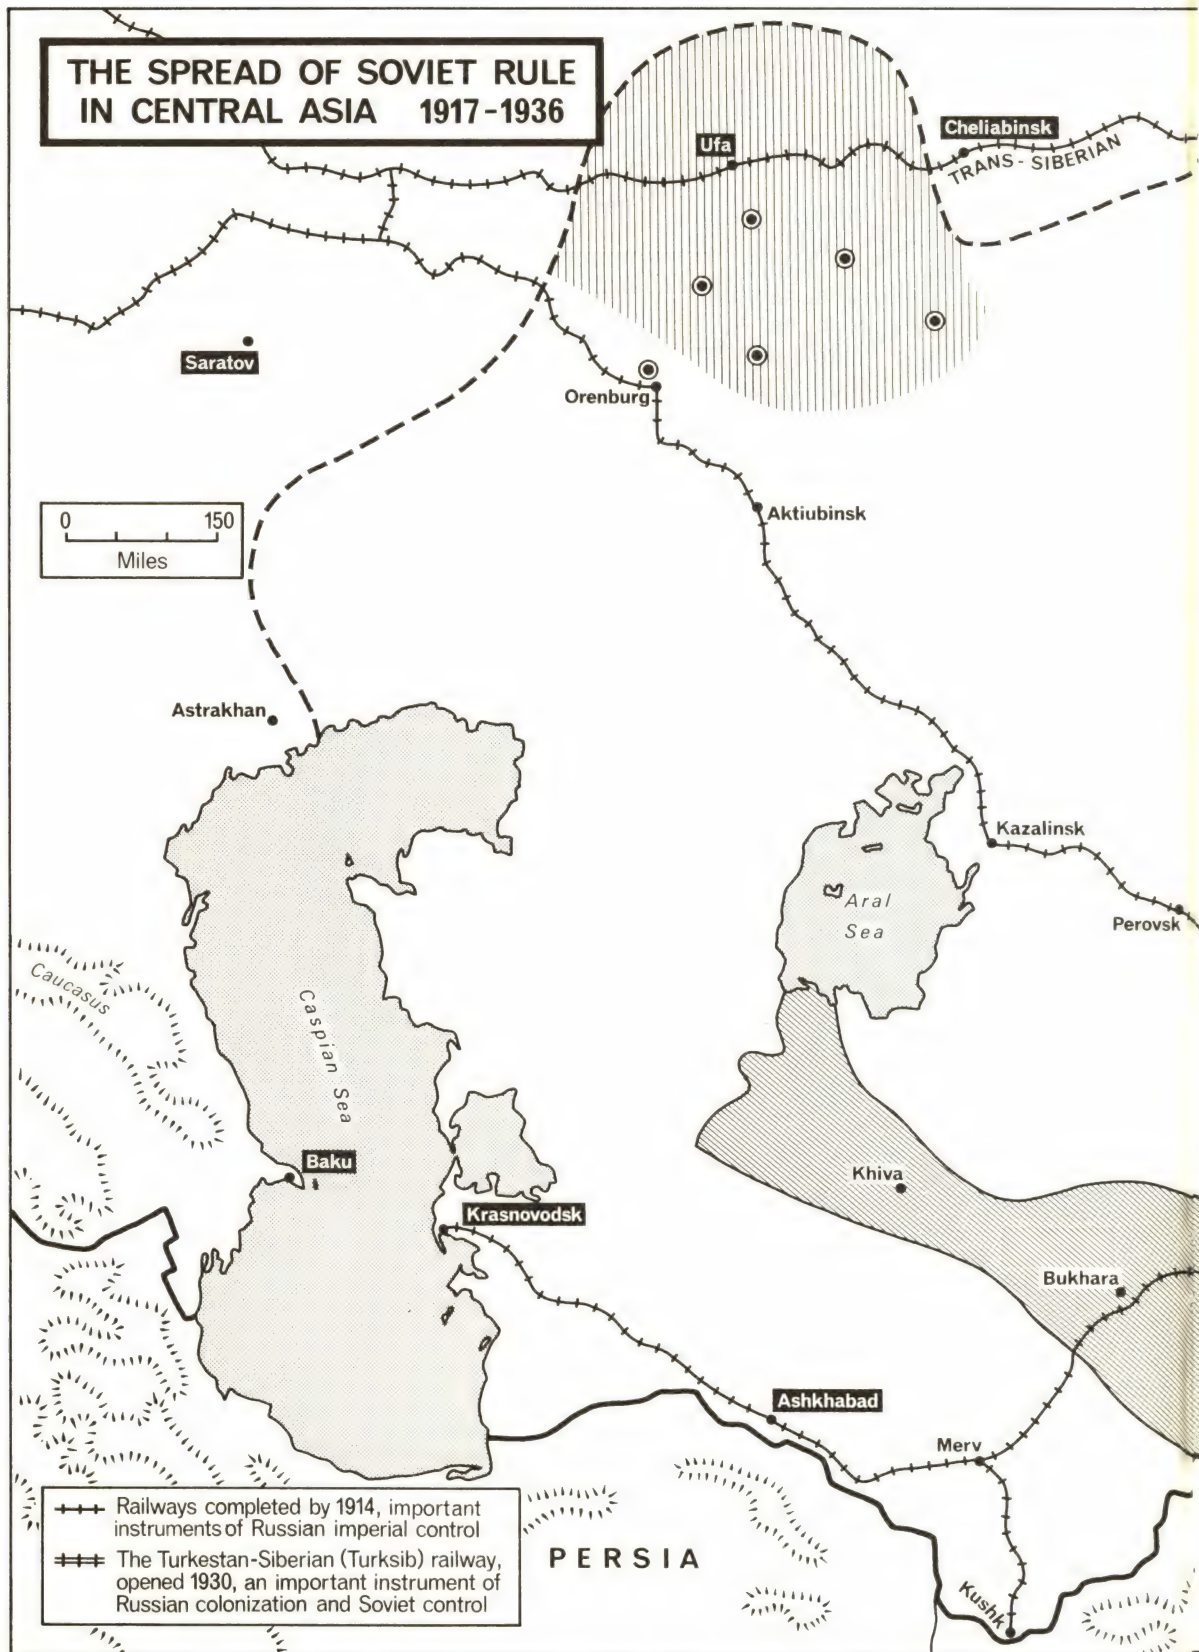 THE SPREAD OF SOVIET RULE
IN CENTRAL ASIA 1917-1936
Cheliabinsk
Ufa
TRANS-SIBERIAN
Saratov
Orenburg
0 150
Miles
Aktiubinsk
Astrakhan
Kazalinsk
Aral
Sea
Perovsk
Caucasus
Caspian Sea
Baku
Khiva
Krasnovodsk
Bukhara
Ashkhabad
Merv
Railways completed by 1914, important
instruments of Russian imperial control
The Turkestan-Siberian (Turksib) railway,
opened 1930, an important instrument of
Russian colonization and Soviet control
PERSIA
Kushk